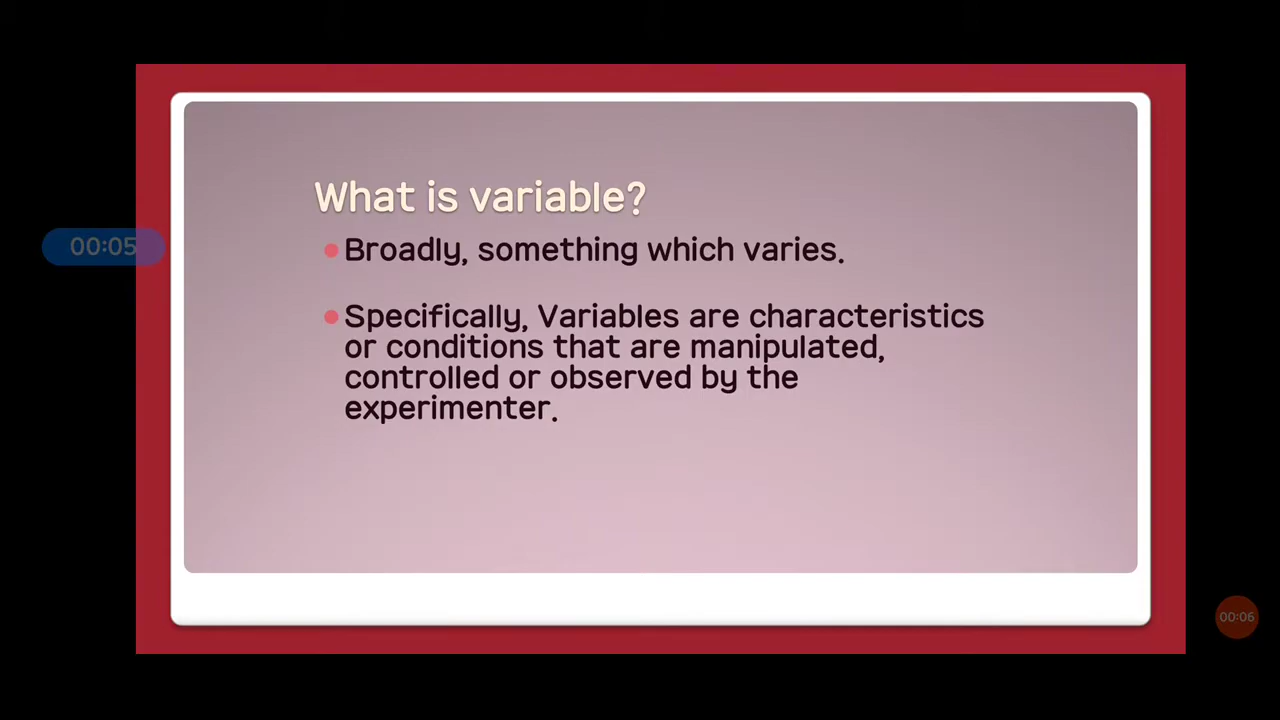 What is variable?
00:05
Broadly, something which varies.
Specifically, Variables are characteristics
or conditions that are manipulated,
controlled or observed by the
experimenter.
00:06